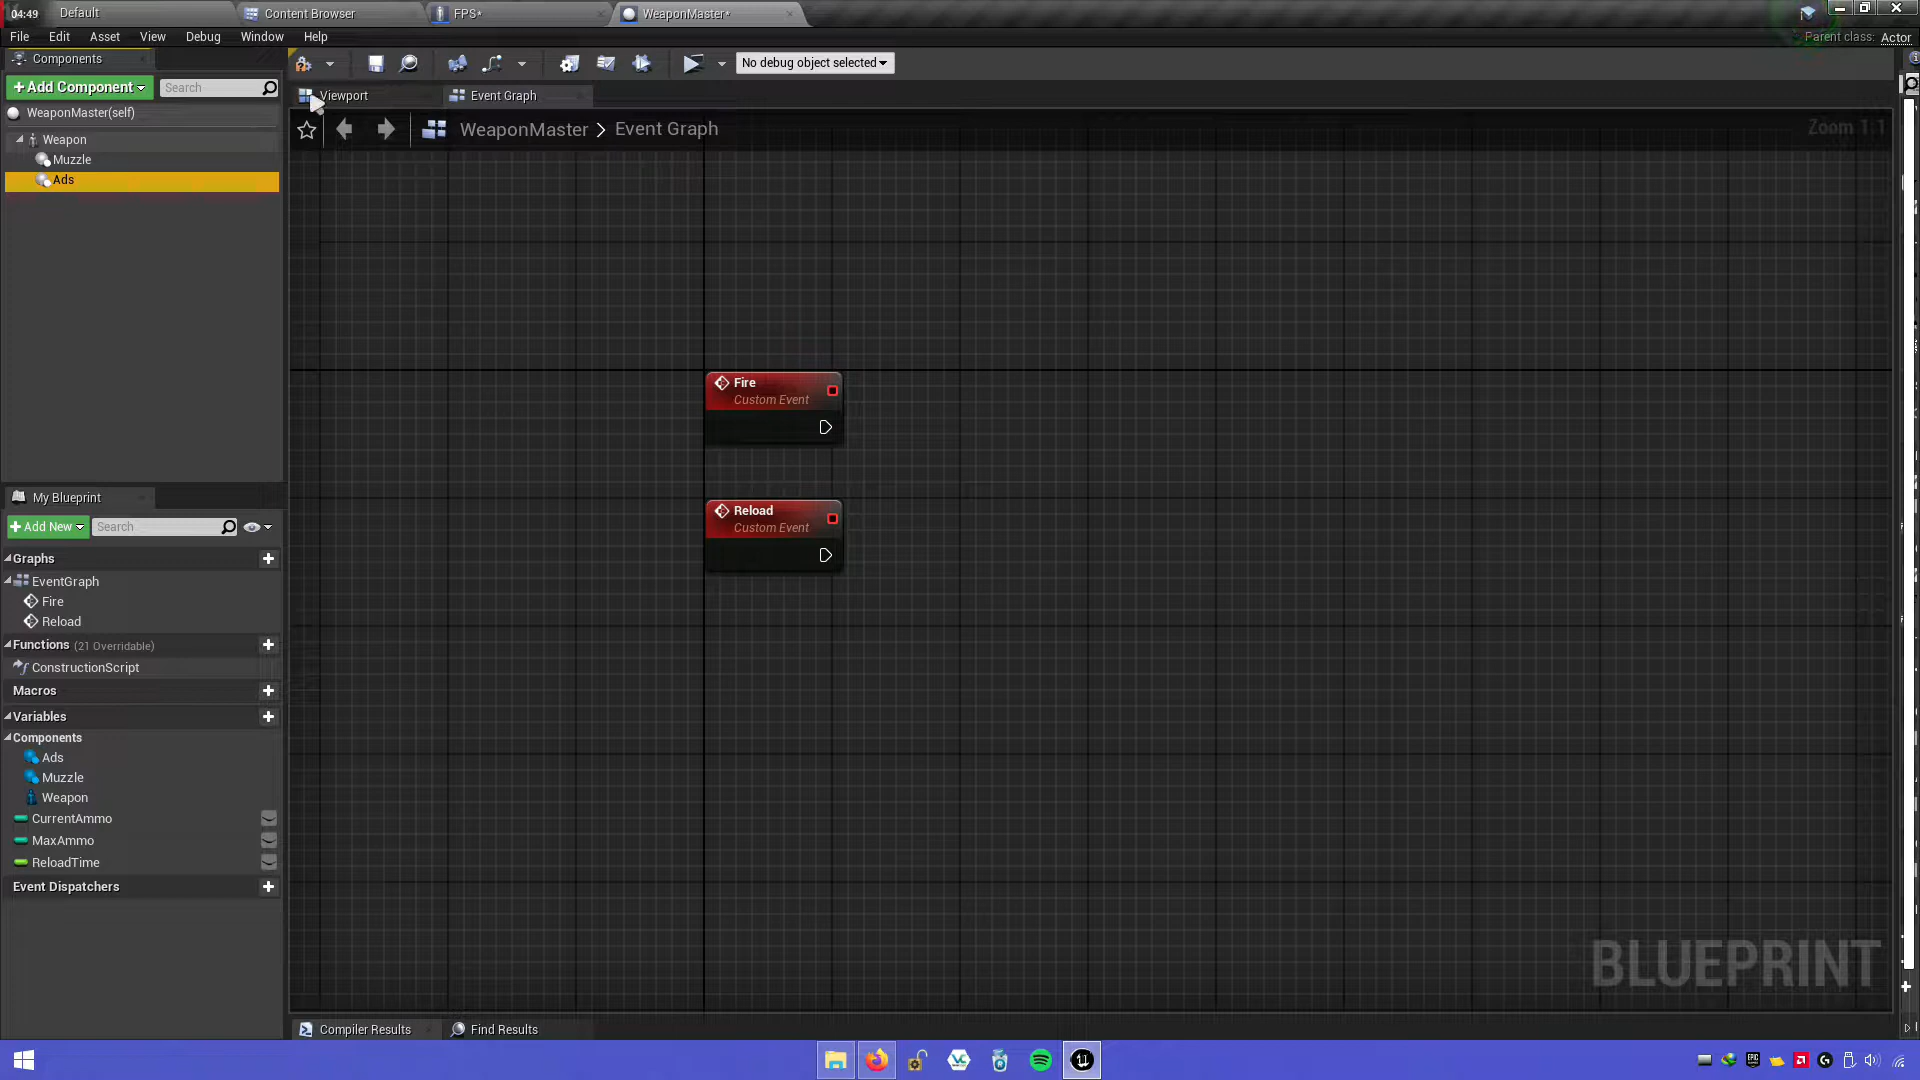 04:49
Default
Content Browser
FPS*
WeaponMaster*
File
Edit
Asset
View
Debug
Window
Help
Parent class:
Actor
Components
+Add Component
Search
No debug object selected
Viewport
Event Graph
WeaponMaster(self)
WeaponMaster > Event Graph
Zoom 1:1
Weapon
Muzzle
Ads
Fire
Custom Event
Reload
Custom Event
My Blueprint
+Add New
Search
Graphs
EventGraph
Fire
Reload
Functions (21 Overridable)
ConstructionScript
Macros
Variables
Components
Ads
Muzzle
Weapon
CurrentAmmo
MaxAmmo
ReloadTime
Event Dispatchers
BLUEPRINT
Compiler Results
Find Results